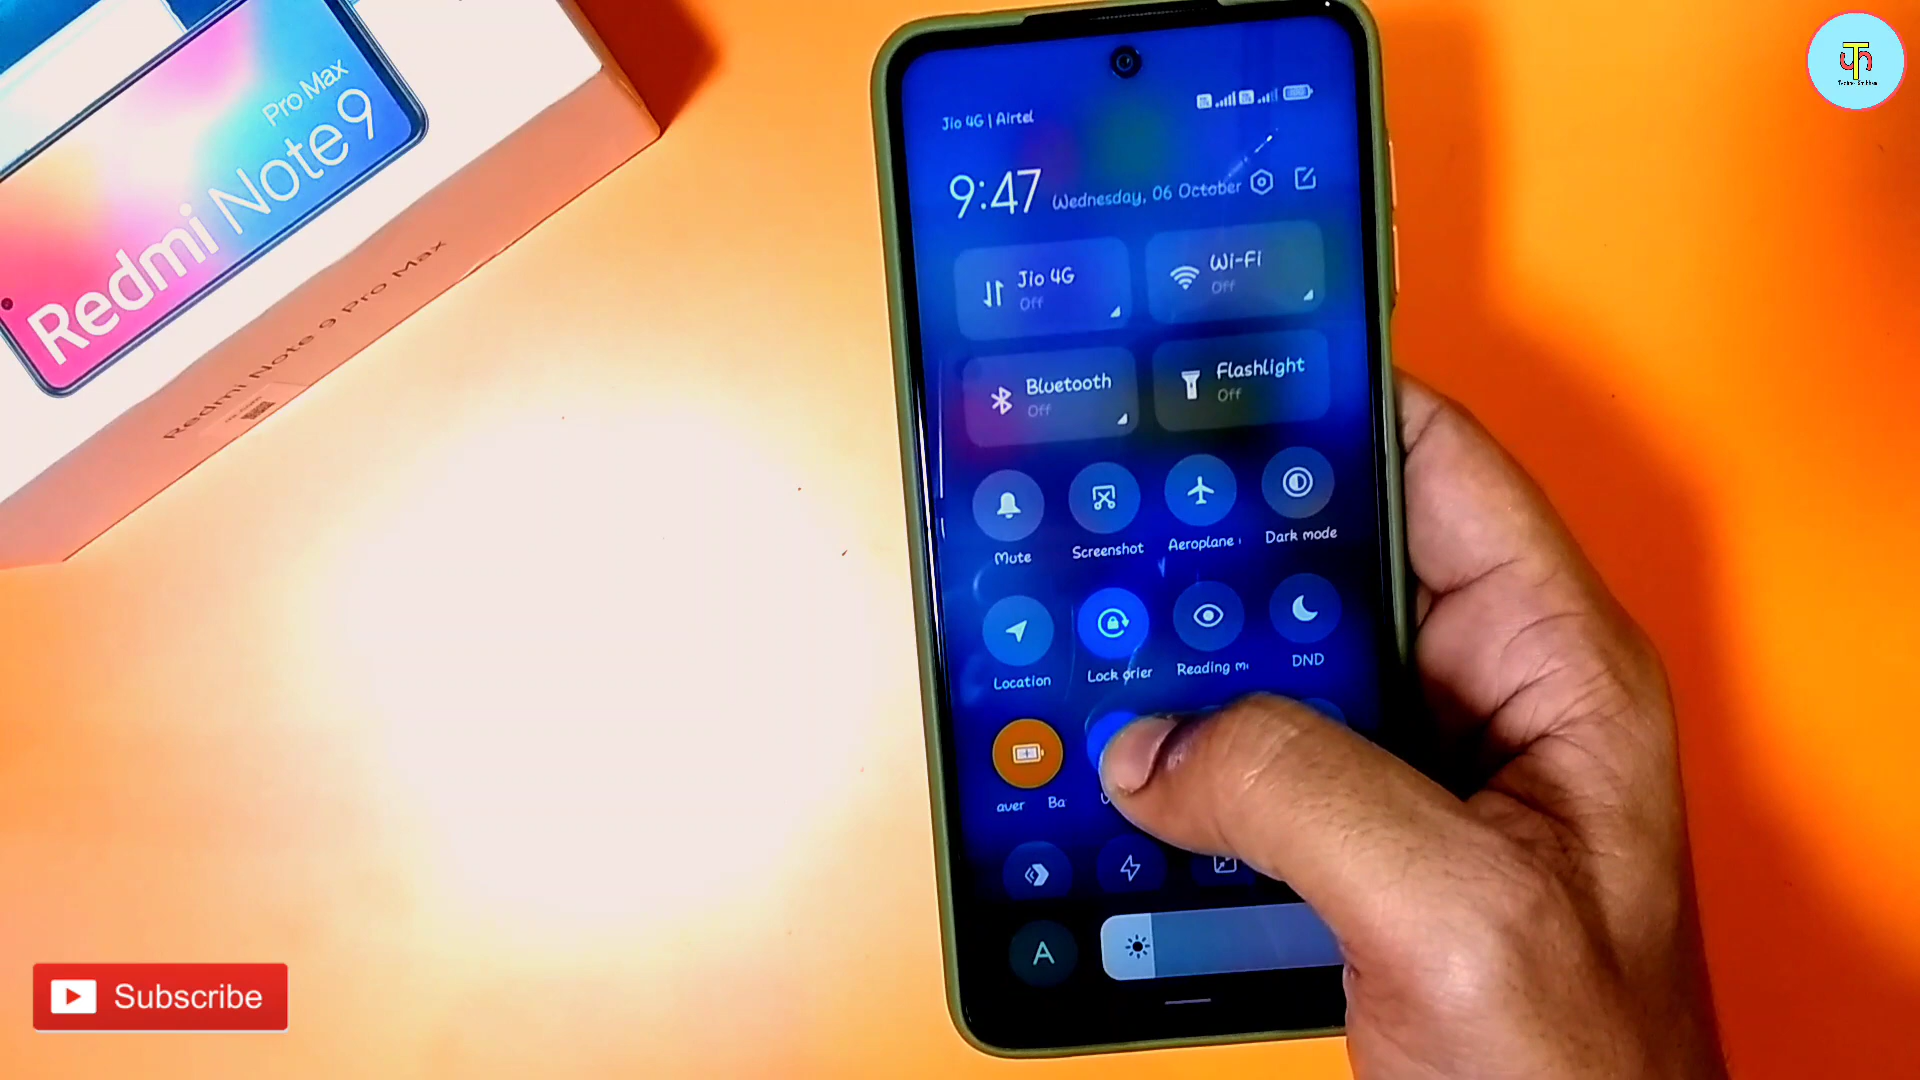 Pro Max
Redmi Note 9
Redmi Note 9 Pro Max
Jio 4G | Airtel
9:47 Wednesday, 06 October
Jio 4G
Off
Wi-Fi
Off
Bluetooth
Off
Flashlight
Off
Mute
Screenshot
Aeroplane
Dark mode
Location
Lock orier
Reading m
DND
aver Ba
A
Subscribe